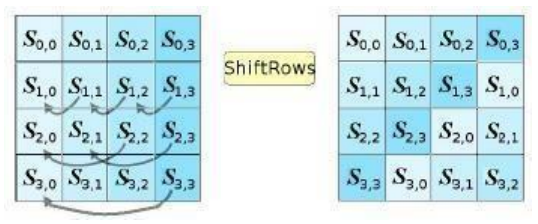 S0,0 S0,1 S0,2 S0,3
S1,0 S1,1 S1,2 S1,3
S2,0 S2,1 S2,2 S2,3
S3,0 S3,1 S3,2 S3,3
ShiftRows
S0,0 S0,1 S0,2 S0,3
S1,1 S1,2 S1,3 S1,0
S2,2 S2,3 S2,0 S2,1
S3,3 S3,0 S3,1 S3,2